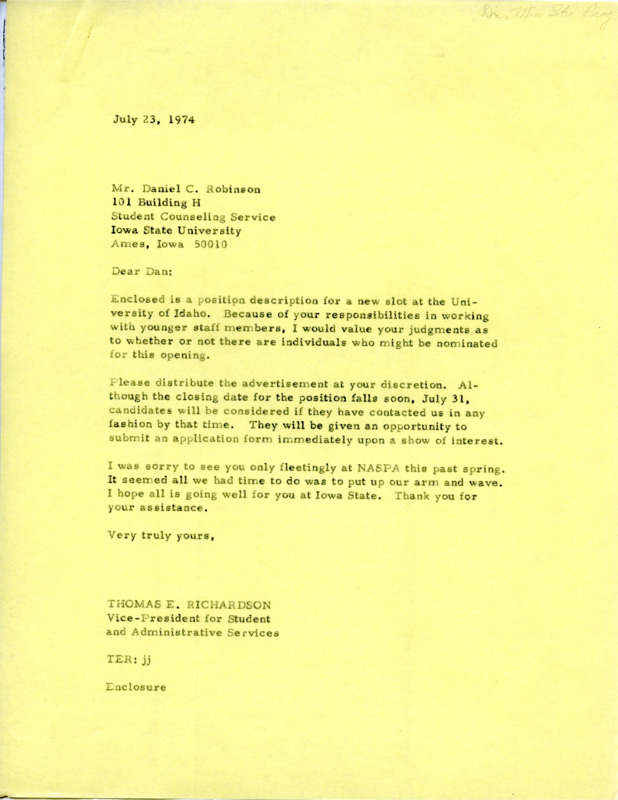 Dir. Min Stu Prog
July 23, 1974
Mr. Daniel C. Robinson
101 Building H
Student Counseling Service
Iowa State University
Ames, Iowa 50010
Dear Dan:
Enclosed is a position description for a new slot at the Uni-
versity of Idaho. Because of your responsibilities in working
with younger staff members, I would value your judgments as
to whether or not there are individuals who might be nominated
for this opening.
Please distribute the advertisement at your discretion. Al-
though the closing date for the position falls soon, July 31,
candidates will be considered if they have contacted us in any
fashion by that time. They will be given an opportunity to
submit an application form immediately upon a show of interest.
I was sorry to see you only fleetingly at NASPA this past spring.
It seemed all we had time to do was to put up our arm and wave.
I hope all is going well for you at Iowa State. Thank you for
your assistance.
Very truly yours,
THOMAS E. RICHARDSON
Vice-President for Student
and Administrative Services
TER: jj
Enclosure